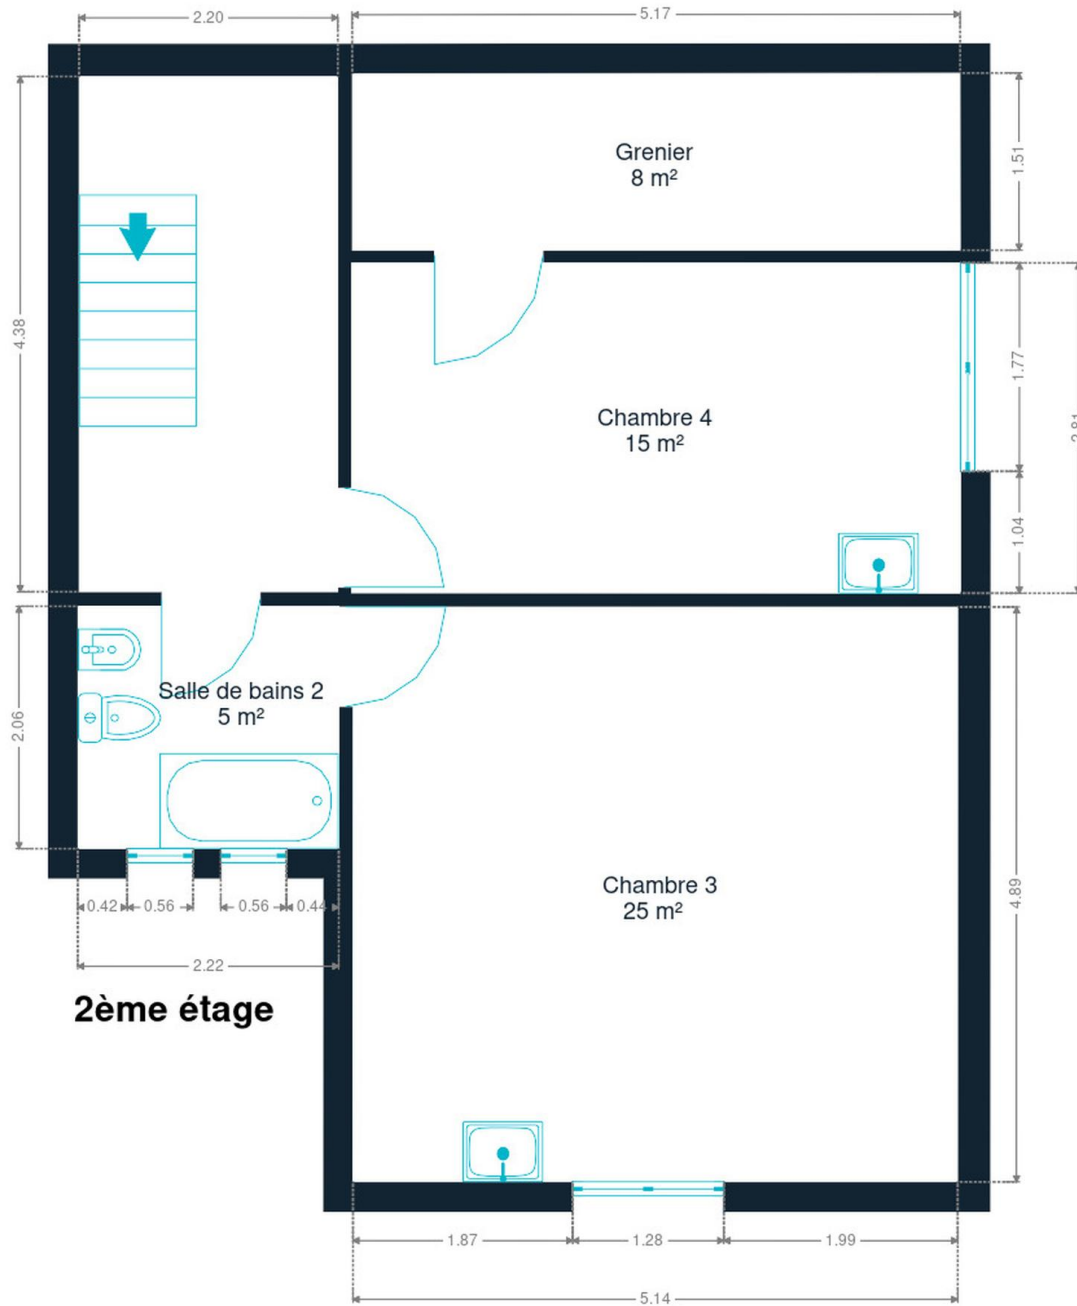 2.20
5.17
Grenier
8 m²
1.51
4.38
1.77
Chambre 4
15 m²
1.04
Salle de bains 2
5 m²
2.06
Chambre 3
25 m²
4.89
0.42
0.56
0.56
0.44
2.22
2ème étage
1.87
1.28
1.99
5.14